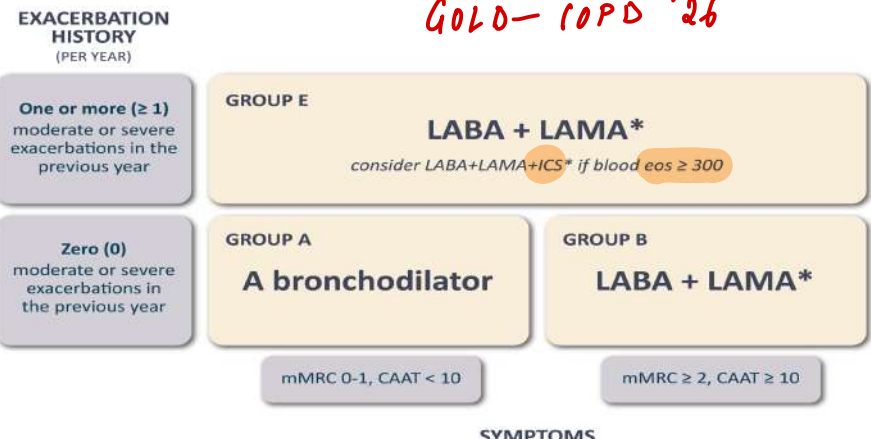 GOLD- COPD '26
EXACERBATION
HISTORY
(PER YEAR)
One or more (≥ 1)
moderate or severe
exacerbations in the
previous year
GROUP E
LABA + LAMA*
consider LABA+LAMA+ICS* if blood eos ≥ 300
Zero (0)
moderate or severe
exacerbations in
the previous year
GROUP A
A bronchodilator
GROUP B
LABA + LAMA*
mMRC 0-1, CAAT < 10
mMRC ≥ 2, CAAT ≥ 10
SYMPTOMS